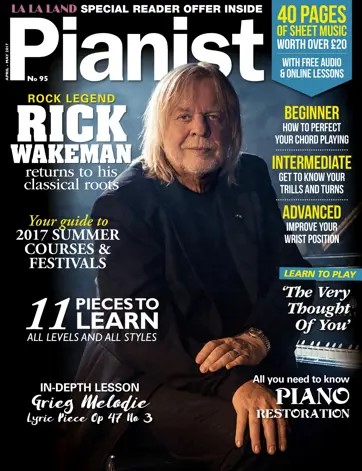 LA LA LAND SPECIAL READER OFFER INSIDE
Pianist
APRIL - MAY 2017
No 95
40 PAGES
OF SHEET MUSIC
WORTH OVER £20
WITH FREE AUDIO
& ONLINE LESSONS
ROCK LEGEND
RICK
WAKEMAN
returns to his
classical roots
BEGINNER
HOW TO PERFECT
YOUR CHORD PLAYING
INTERMEDIATE
GET TO KNOW YOUR
TRILLS AND TURNS
ADVANCED
IMPROVE YOUR
WRIST POSITION
Your guide to
2017 SUMMER
COURSES &
FESTIVALS
LEARN TO PLAY
‘The Very
Thought
Of You’
11 PIECES TO
LEARN
ALL LEVELS AND ALL STYLES
IN-DEPTH LESSON
Grieg Melodie
Lyric Piece Op 47 No 3
All you need to know
PIANO
RESTORATION